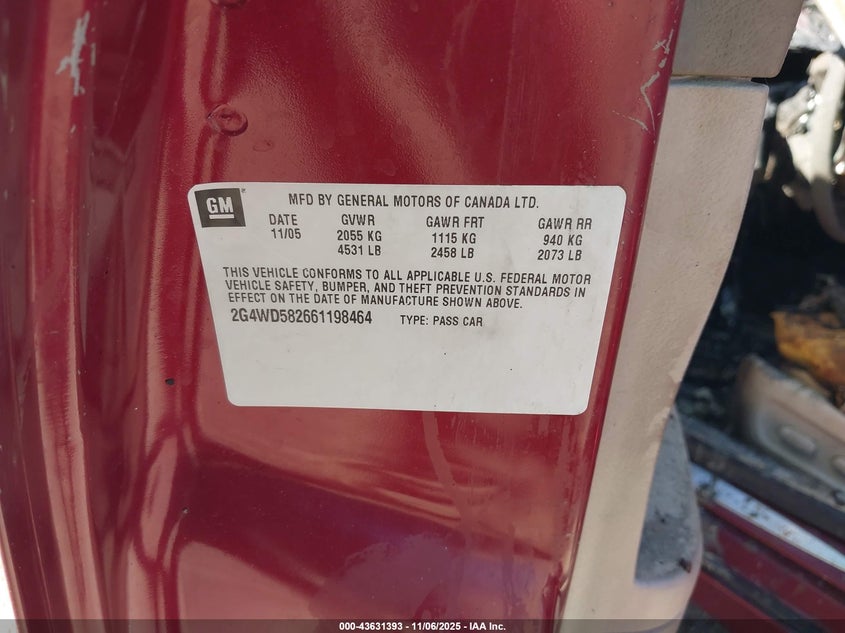 GM
MFD BY GENERAL MOTORS OF CANADA LTD.
DATE GVWR GAWR FRT GAWR RR
11/05 2055 KG 1115 KG 940 KG
4531 LB 2458 LB 2073 LB
THIS VEHICLE CONFORMS TO ALL APPLICABLE U.S. FEDERAL MOTOR
VEHICLE SAFETY, BUMPER, AND THEFT PREVENTION STANDARDS IN
EFFECT ON THE DATE OF MANUFACTURE SHOWN ABOVE.
2G4WD582661198464 TYPE: PASS CAR
000-43631393 - 11/06/2025 - IAA Inc.